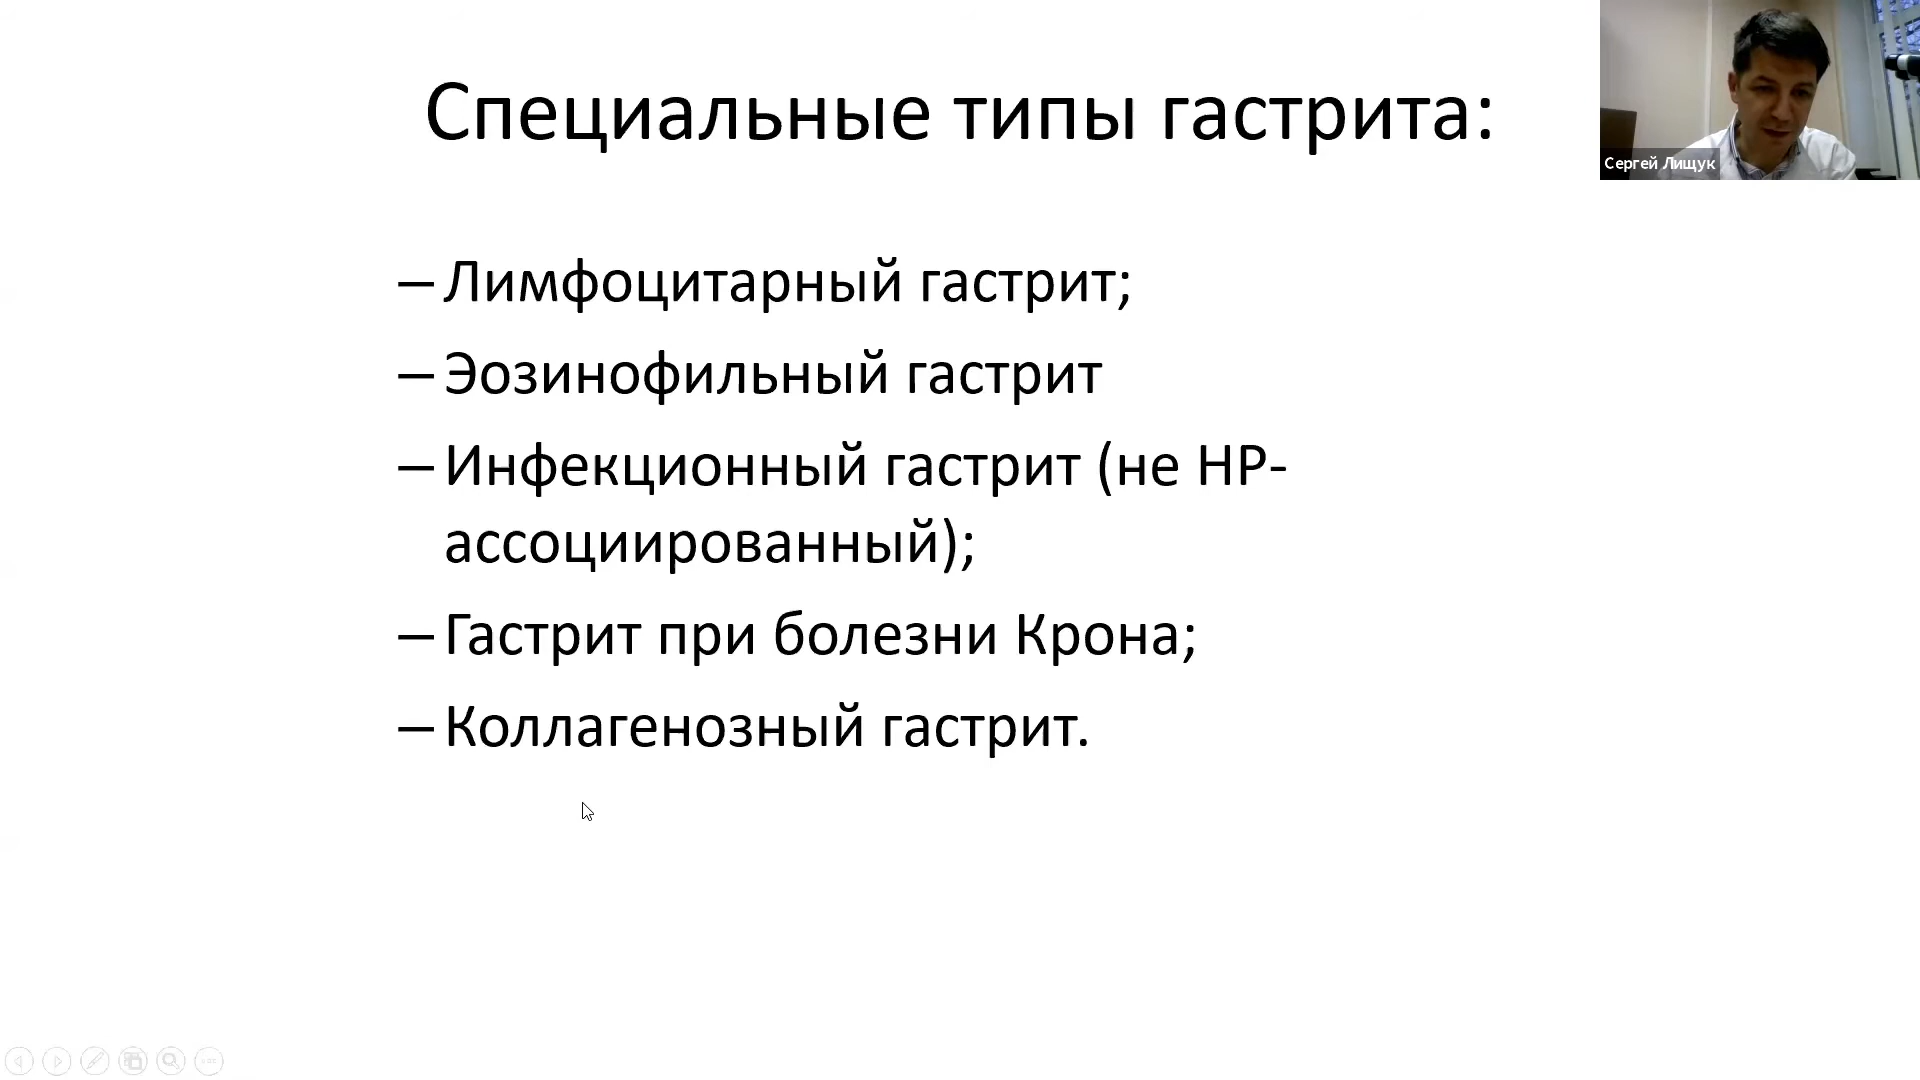 Специальные типы гастрита:
Сергей Лищук
– Лимфоцитарный гастрит;
– Эозинофильный гастрит
– Инфекционный гастрит (не HP-
ассоциированный);
– Гастрит при болезни Крона;
– Коллагенозный гастрит.